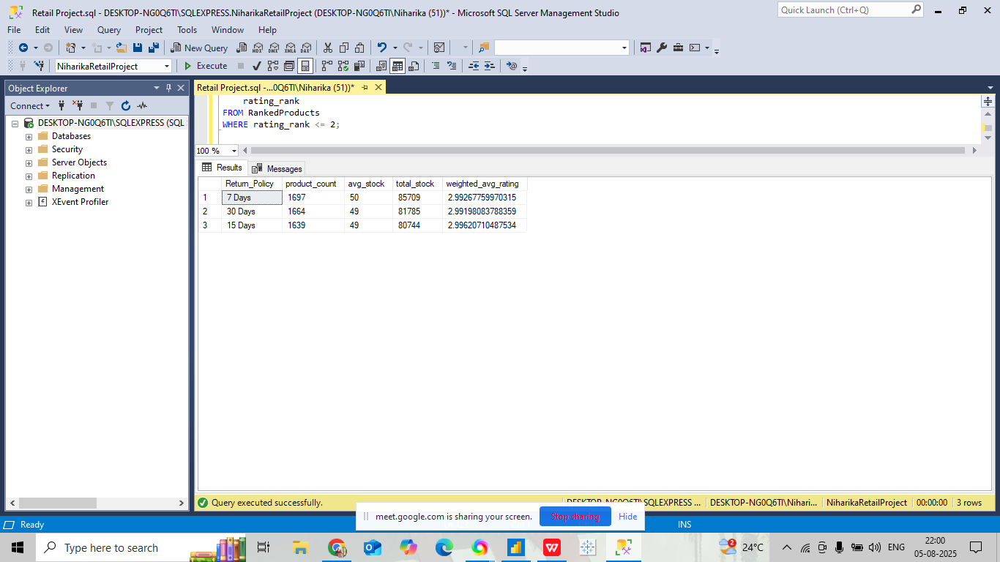 Retail Project.sql - DESKTOP-NG0Q6TI\SQLEXPRESS.NiharikaRetailProject (DESKTOP-NG0Q6TI\Niharika (51))* - Microsoft SQL Server Management Studio
Quick Launch (Ctrl+Q)
File Edit View Query Project Tools Window Help
New Query MDX DMX XMLA DAX
NiharikaRetailProject Execute
Object Explorer
Retail Project.sql -...0Q6TI\Niharika (51))*
Connect
DESKTOP-NG0Q6TI\SQLEXPRESS (SQL
Databases
Security
Server Objects
Replication
Management
XEvent Profiler
rating_rank
FROM RankedProducts
WHERE rating_rank <= 2;
100 %
Results Messages
Return_Policy product_count avg_stock total_stock weighted_avg_rating
1 7 Days 1697 50 85709 2.99267759970315
2 30 Days 1664 49 81785 2.99198083788359
3 15 Days 1639 49 80744 2.99620710487534
Query executed successfully.
DESKTOP-NG0Q6TI\SQLEXPRESS ... DESKTOP-NG0Q6TI\Nihari... NiharikaRetailProject 00:00:00 3 rows
meet.google.com is sharing your screen. Stop sharing Hide
Ready INS
Type here to search
2 24°C ENG
22:00
05-08-2025